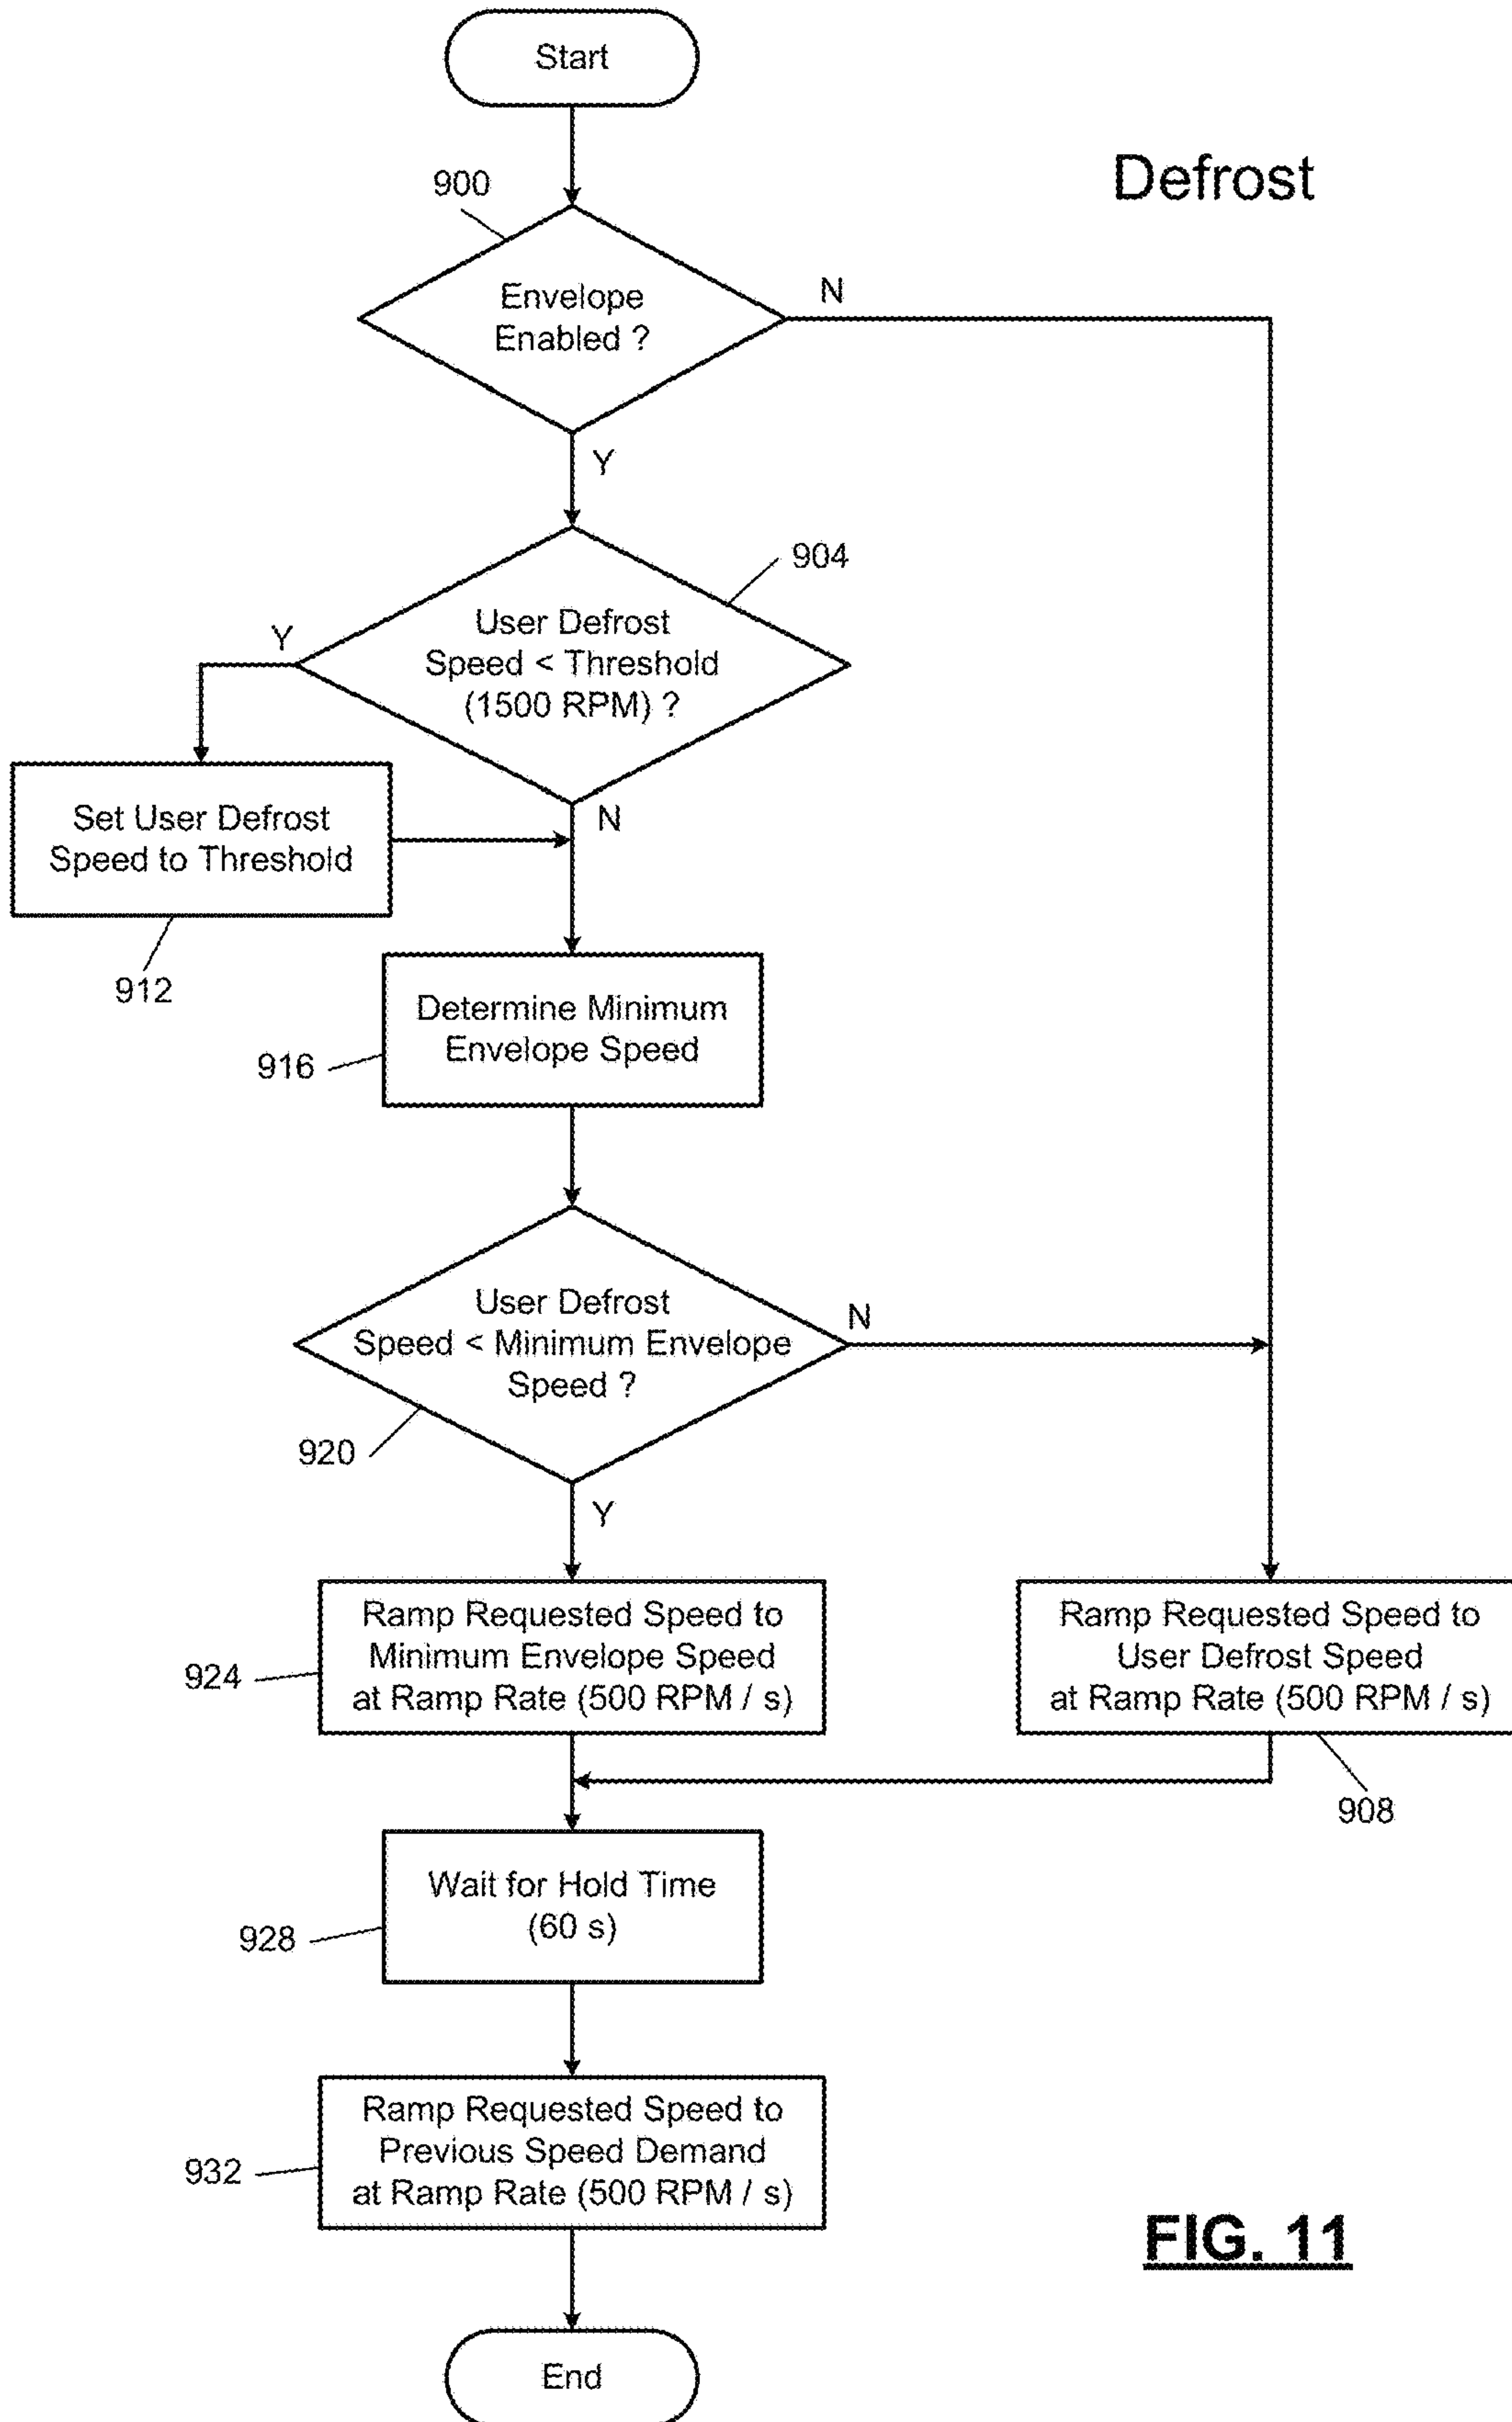 Start
Defrost
900
Envelope
Enabled ?
N
Y
904
User Defrost
Speed < Threshold
(1500 RPM) ?
Y
N
Set User Defrost
Speed to Threshold
912
Determine Minimum
Envelope Speed
916
User Defrost
Speed < Minimum Envelope
Speed ?
N
920
Y
Ramp Requested Speed to
Minimum Envelope Speed
at Ramp Rate (500 RPM / s)
924
Ramp Requested Speed to
User Defrost Speed
at Ramp Rate (500 RPM / s)
908
Wait for Hold Time
(60 s)
928
Ramp Requested Speed to
Previous Speed Demand
at Ramp Rate (500 RPM / s)
932
FIG. 11
End